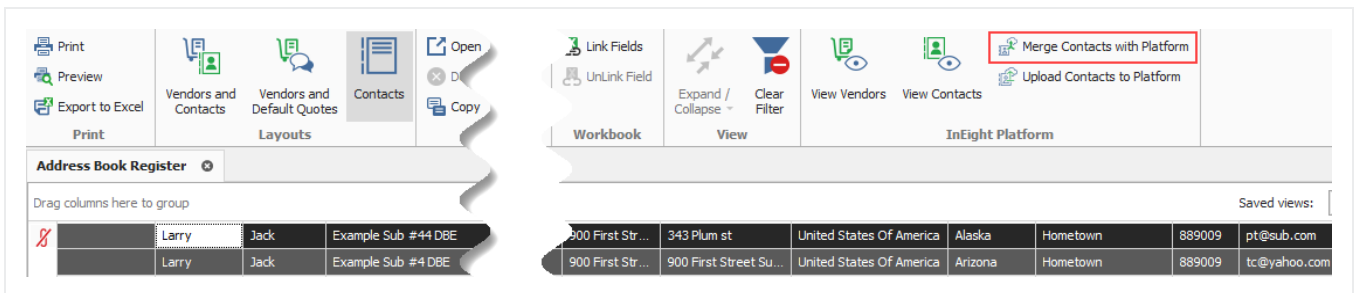 Print
Preview
Export to Excel
Print
Vendors and
Contacts
Vendors and
Default Quotes
Contacts
Layouts
Open
Copy
Link Fields
UnLink Field
Workbook
Expand /
Collapse
Clear
Filter
View
View Vendors
View Contacts
Merge Contacts with Platform
Upload Contacts to Platform
InEight Platform
Address Book Register
Drag columns here to group
Saved views:
Larry Jack Example Sub #44 DBE 900 First Str... 343 Plum st United States Of America Alaska Hometown 889009 pt@sub.com
Larry Jack Example Sub #4 DBE 900 First Str... 900 First Street Su... United States Of America Arizona Hometown 889009 tc@yahoo.com